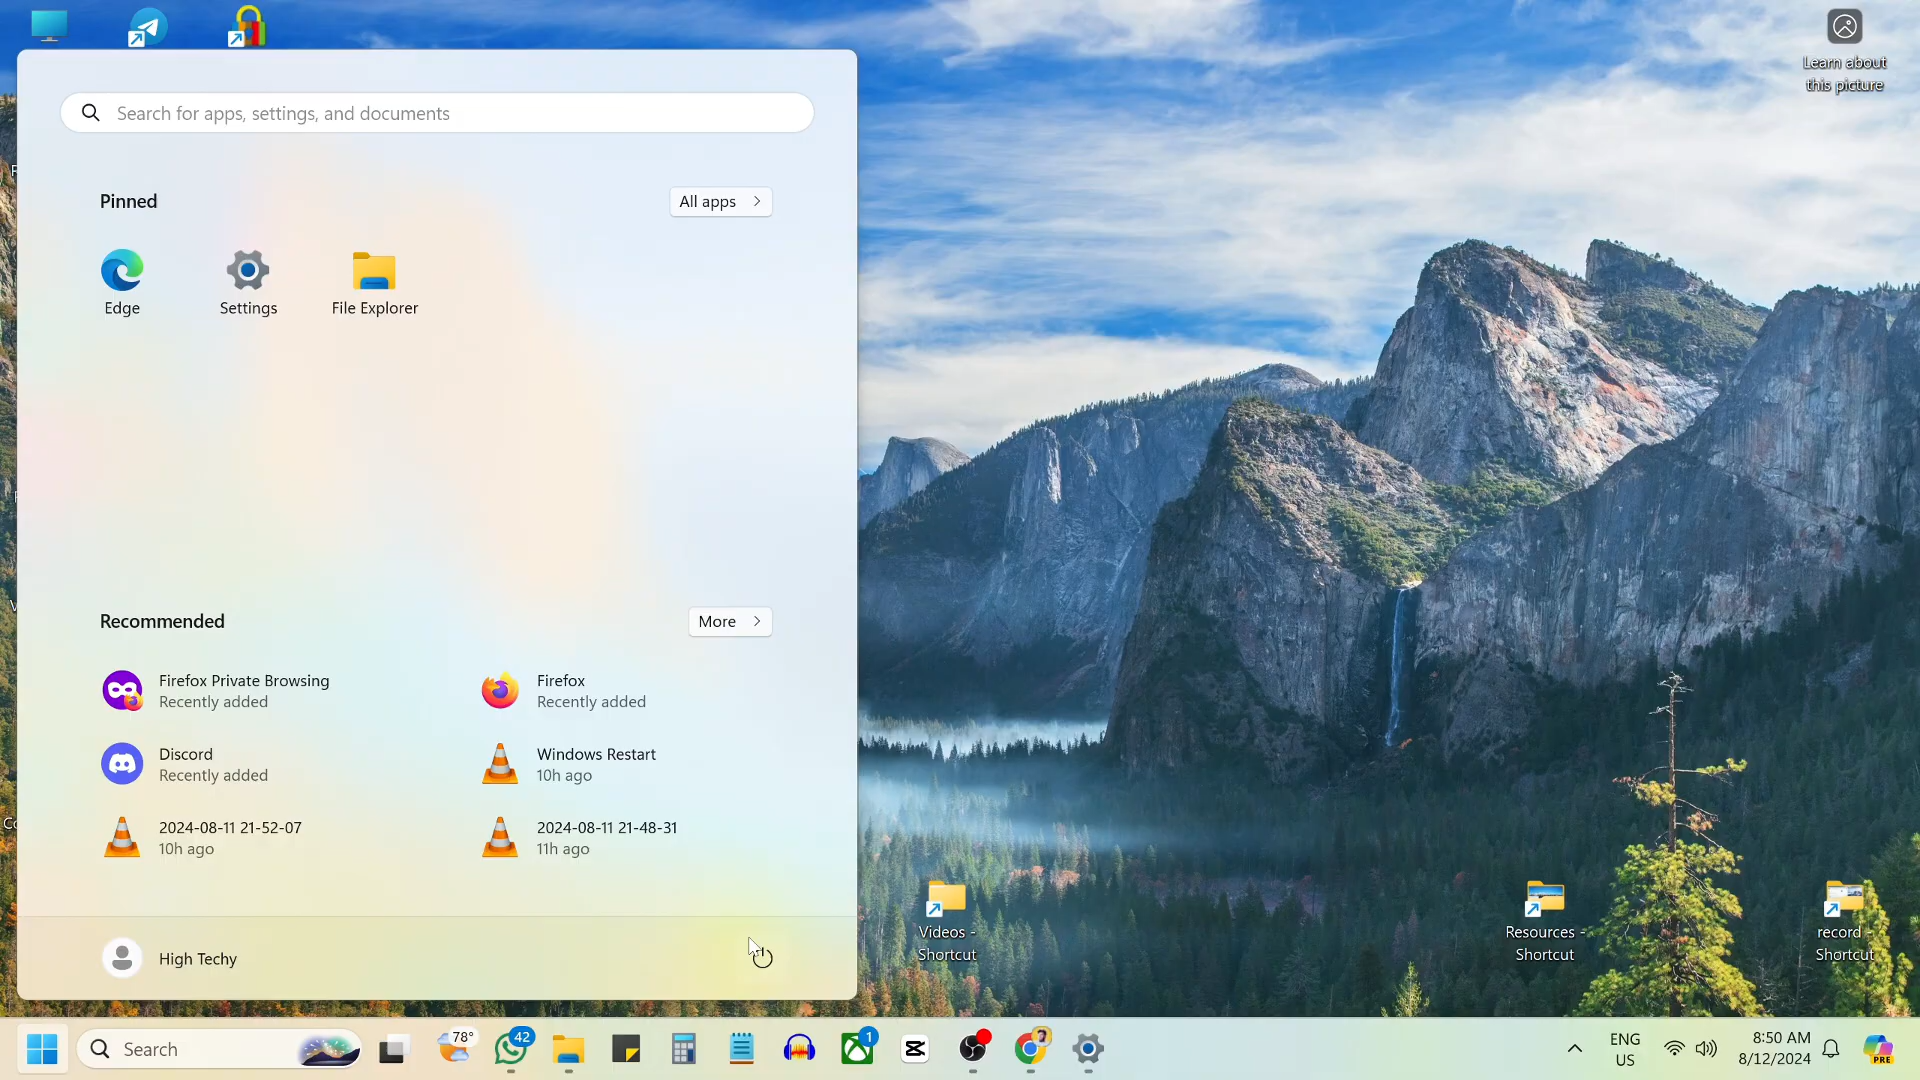 Learn about
this picture
Search for apps, settings, and documents
Pinned
All apps
Edge
Settings
File Explorer
Recommended
More
Firefox Private Browsing
Recently added
Firefox
Recently added
Discord
Recently added
Windows Restart
10h ago
2024-08-11 21-52-07
10h ago
2024-08-11 21-48-31
11h ago
High Techy
Videos -
Shortcut
Resources -
Shortcut
record -
Shortcut
Search
78°
42
1
ENG
US
8:50 AM
8/12/2024
PRE